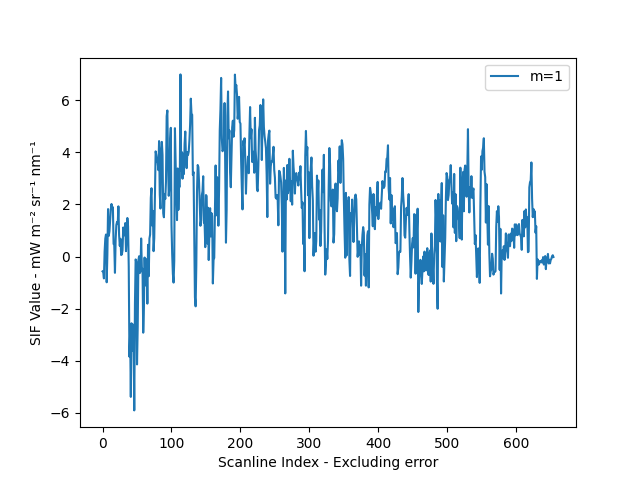 m=1
6
4
2
0
−2
−4
−6
SIF Value - mW m⁻² sr⁻¹ nm⁻¹
0 100 200 300 400 500 600
Scanline Index - Excluding error